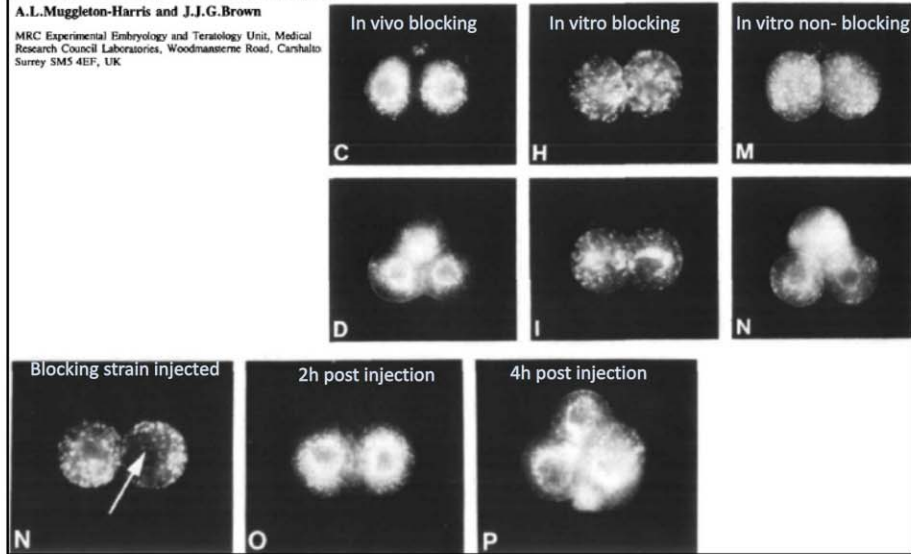 A.L.Muggleton-Harris and J.J.G.Brown
MRC Experimental Embryology and Teratology Unit, Medical
Research Council Laboratories, Woodmansterne Road, Carshalto
Surrey SM5 4EF, UK
In vivo blocking
In vitro blocking
In vitro non- blocking
C
H
M
D
I
N
Blocking strain injected
2h post injection
4h post injection
N
O
P